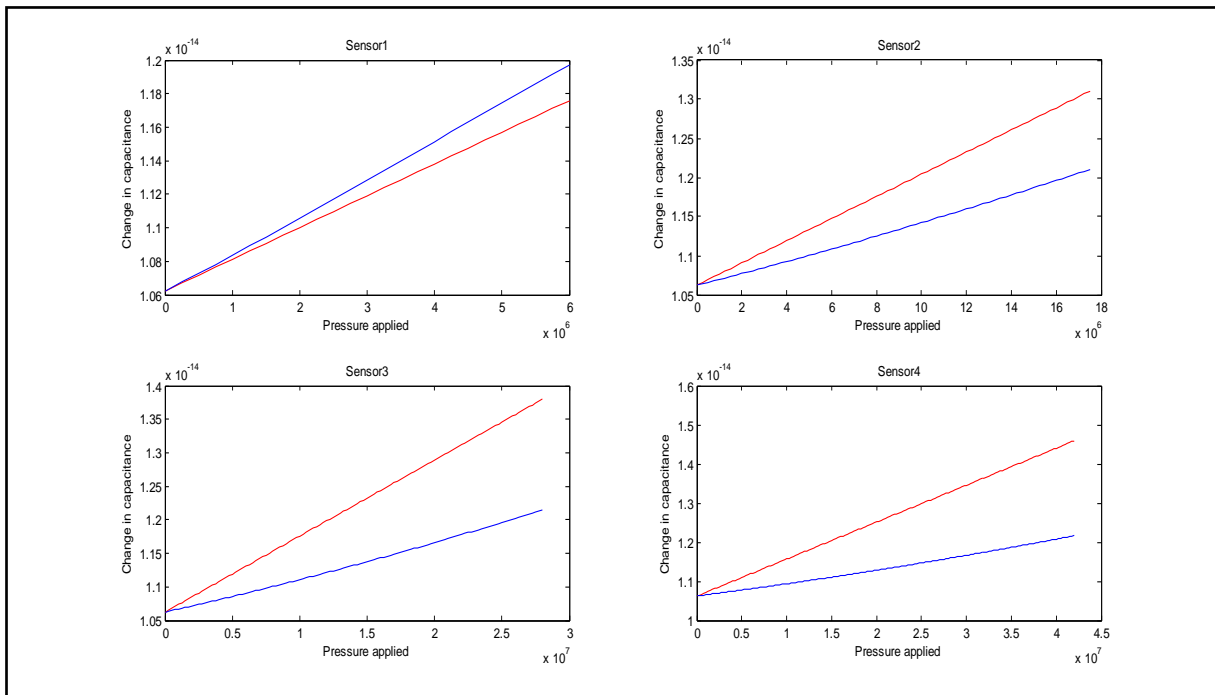 x 10^-14
Sensor1
1.2
1.18
1.16
1.14
1.12
1.1
1.08
1.06
Change in capacitance
0 1 2 3 4 5 6
Pressure applied
x 10^6
x 10^-14
Sensor2
1.35
1.3
1.25
1.2
1.15
1.1
1.05
Change in capacitance
0 2 4 6 8 10 12 14 16 18
Pressure applied
x 10^6
x 10^-14
Sensor3
1.4
1.35
1.3
1.25
1.2
1.15
1.1
1.05
Change in capacitance
0 0.5 1 1.5 2 2.5 3
Pressure applied
x 10^7
x 10^-14
Sensor4
1.6
1.5
1.4
1.3
1.2
1.1
1
Change in capacitance
0 0.5 1 1.5 2 2.5 3 3.5 4 4.5
Pressure applied
x 10^7